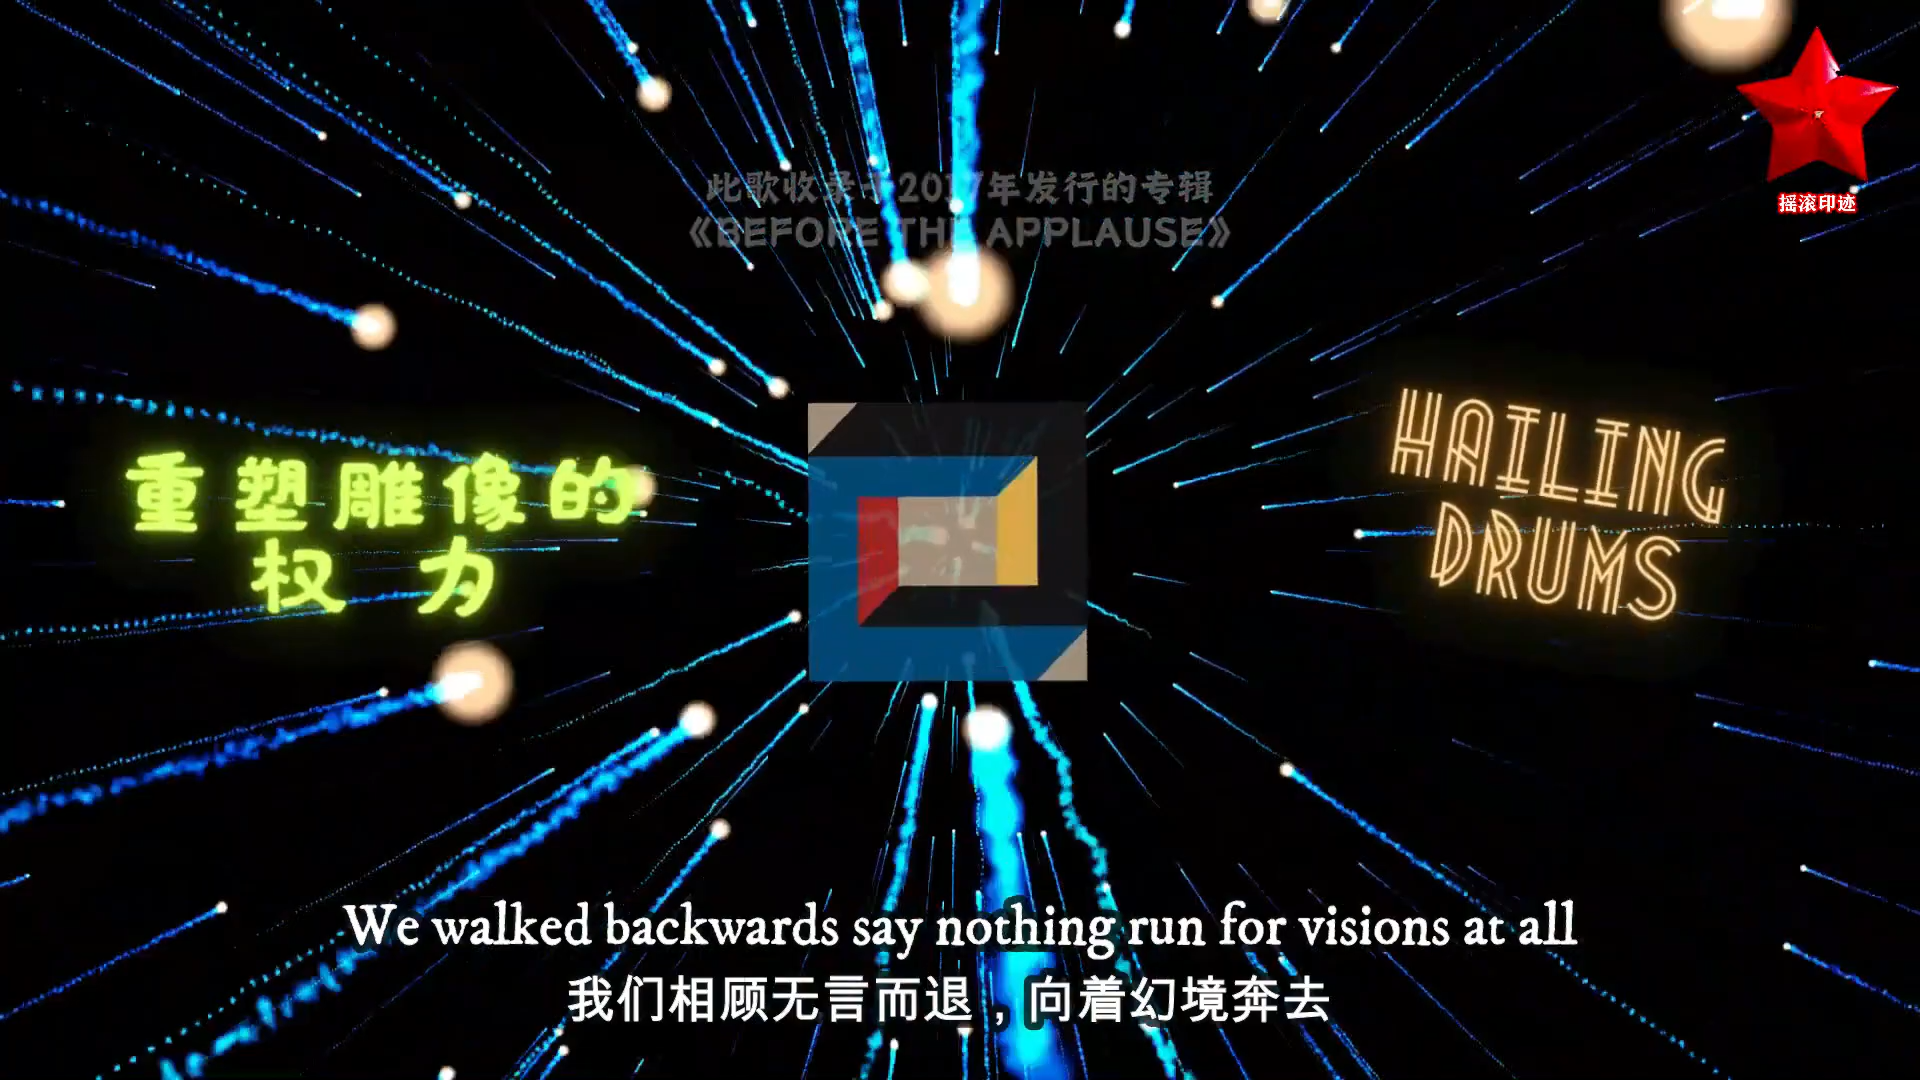 此歌收录于2017年发行的专辑
《BEFORE THE APPLAUSE》
摇滚印迹
重塑雕像的
权力
HAILING
DRUMS
We walked backwards say nothing run for visions at all
我们相顾无言而退，向着幻境奔去